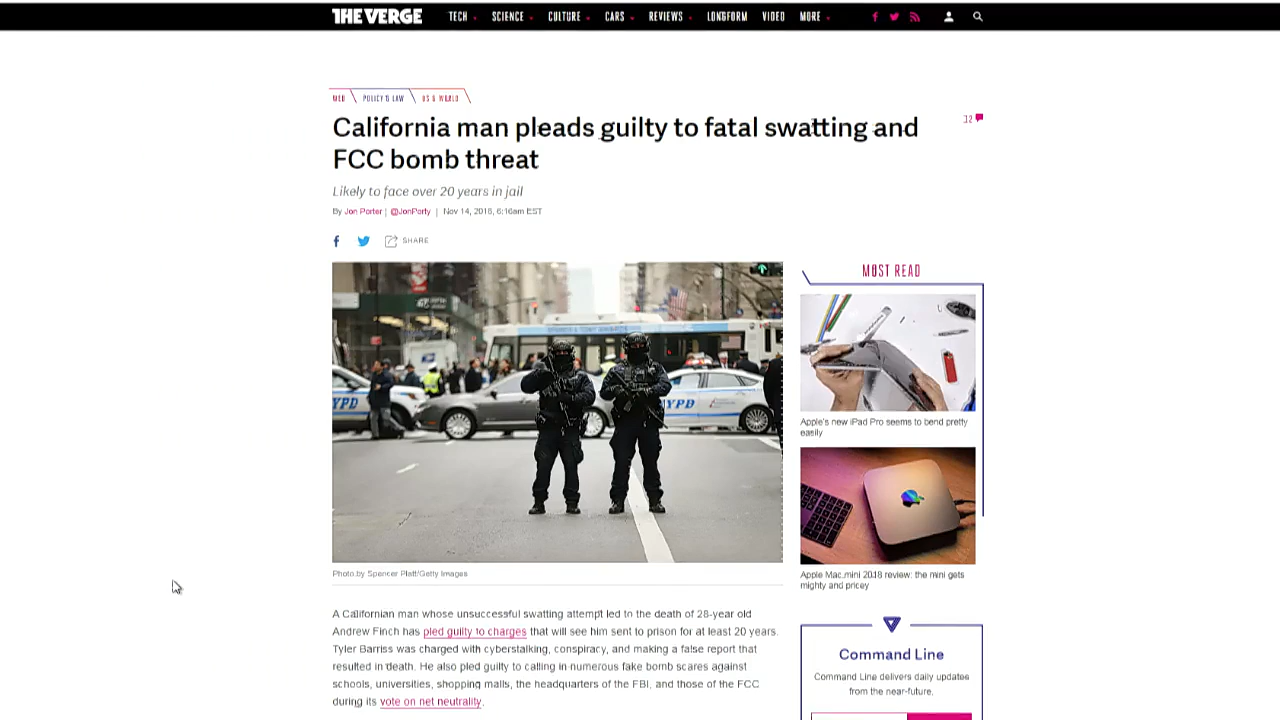 THE VERGE
TECH SCIENCE CULTURE CARS REVIEWS LONGFORM VIDEO MORE
WEB POLICY & LAW US & WORLD
California man pleads guilty to fatal swatting and
FCC bomb threat
12
Likely to face over 20 years in jail
By Jon Porter | @JonPorty | Nov 14, 2018, 6:16am EST
SHARE
YPD
YPD
Photo by Spencer Platt/Getty Images
A Californian man whose unsuccessful swatting attempt led to the death of 28-year old
Andrew Finch has pled guilty to charges that will see him sent to prison for at least 20 years.
Tyler Barriss was charged with cyberstalking, conspiracy, and making a false report that
resulted in death. He also pled guilty to calling in numerous fake bomb scares against
schools, universities, shopping malls, the headquarters of the FBI, and those of the FCC
during its vote on net neutrality.
MOST READ
Apple's new iPad Pro seems to bend pretty
easily
Apple Mac mini 2018 review: the mini gets
mighty and pricey
Command Line
Command Line delivers daily updates
from the near-future.